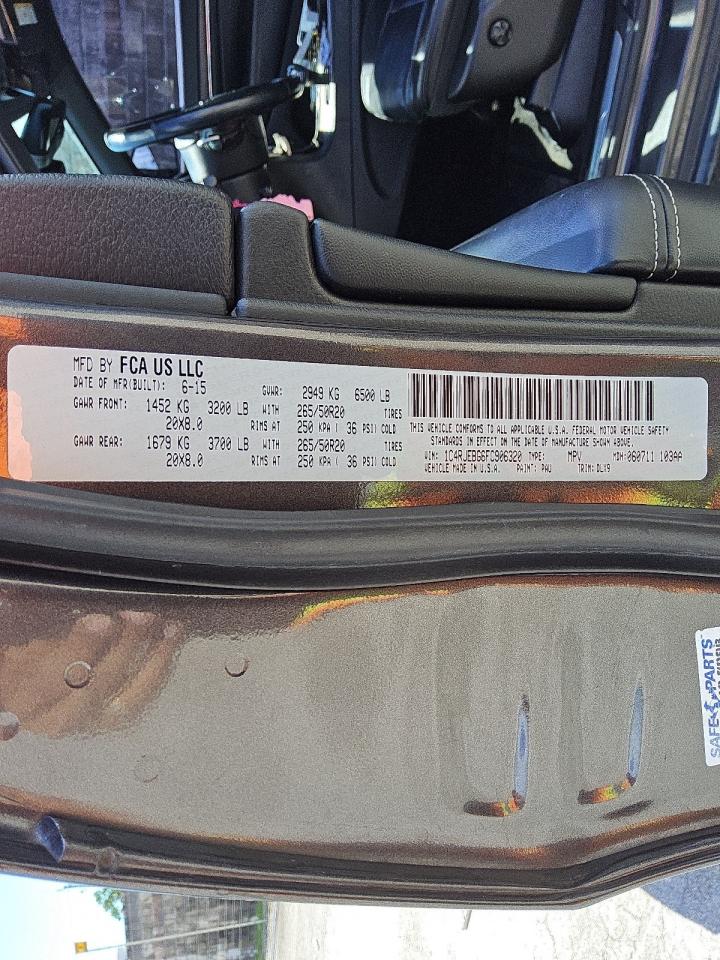 MFD BY FCA US LLC
DATE OF MFR(BUILT): 6-15 GVWR: 2949 KG 6500 LB
GAWR FRONT: 1452 KG 3200 LB WITH 265/50R20 TIRES
20X8.0 RIMS AT 250 KPA ( 36 PSI) COLD
GAWR REAR: 1679 KG 3700 LB WITH 265/50R20 TIRES
20X8.0 RIMS AT 250 KPA ( 36 PSI) COLD
THIS VEHICLE CONFORMS TO ALL APPLICABLE U.S.A. FEDERAL MOTOR VEHICLE SAFETY
STANDARDS IN EFFECT ON THE DATE OF MANUFACTURE SHOWN ABOVE.
VIN: 1C4RJEBG6FC906320 TYPE: MPV MDH: 060711 103AA
VEHICLE MADE IN U.S.A. PAINT: PAU TRIM: DLX9
SAFE PARTS